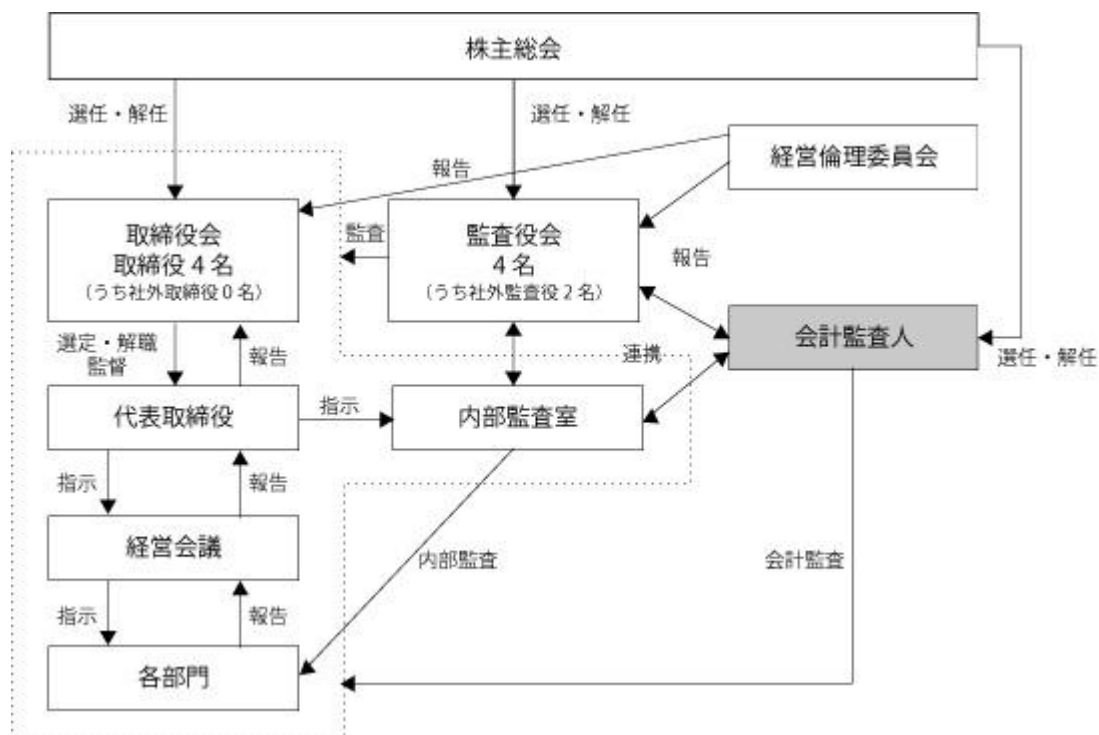 株主総会
選任・解任
選任・解任
経営倫理委員会
報告
取締役会
取締役4名
（うち社外取締役0名）
監査
監査役会
4名
（うち社外監査役2名）
報告
会計監査人
選任・解任
選定・解職
監督
報告
連携
代表取締役
指示
内部監査室
指示
報告
経営会議
内部監査
会計監査
指示
報告
各部門